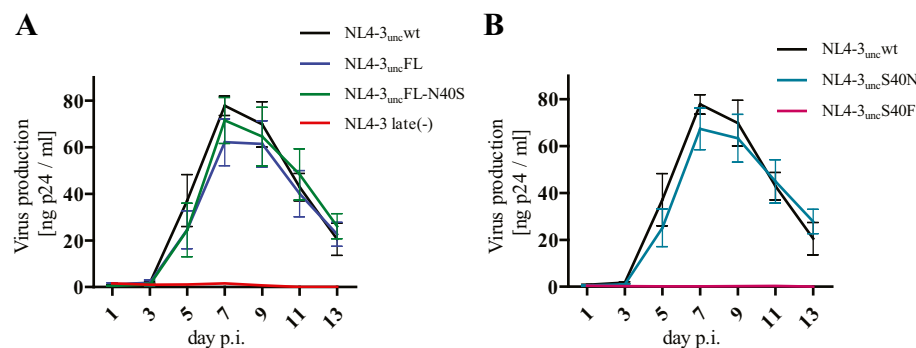 A
NL4-3uncwt
NL4-3uncFL
NL4-3uncFL-N40S
NL4-3 late(-)
Virus production
[ng p24 / ml]
80
60
40
20
0
1 3 5 7 9 11 13
day p.i.
B
NL4-3uncwt
NL4-3uncS40N
NL4-3uncS40F
Virus production
[ng p24 / ml]
80
60
40
20
0
1 3 5 7 9 11 13
day p.i.